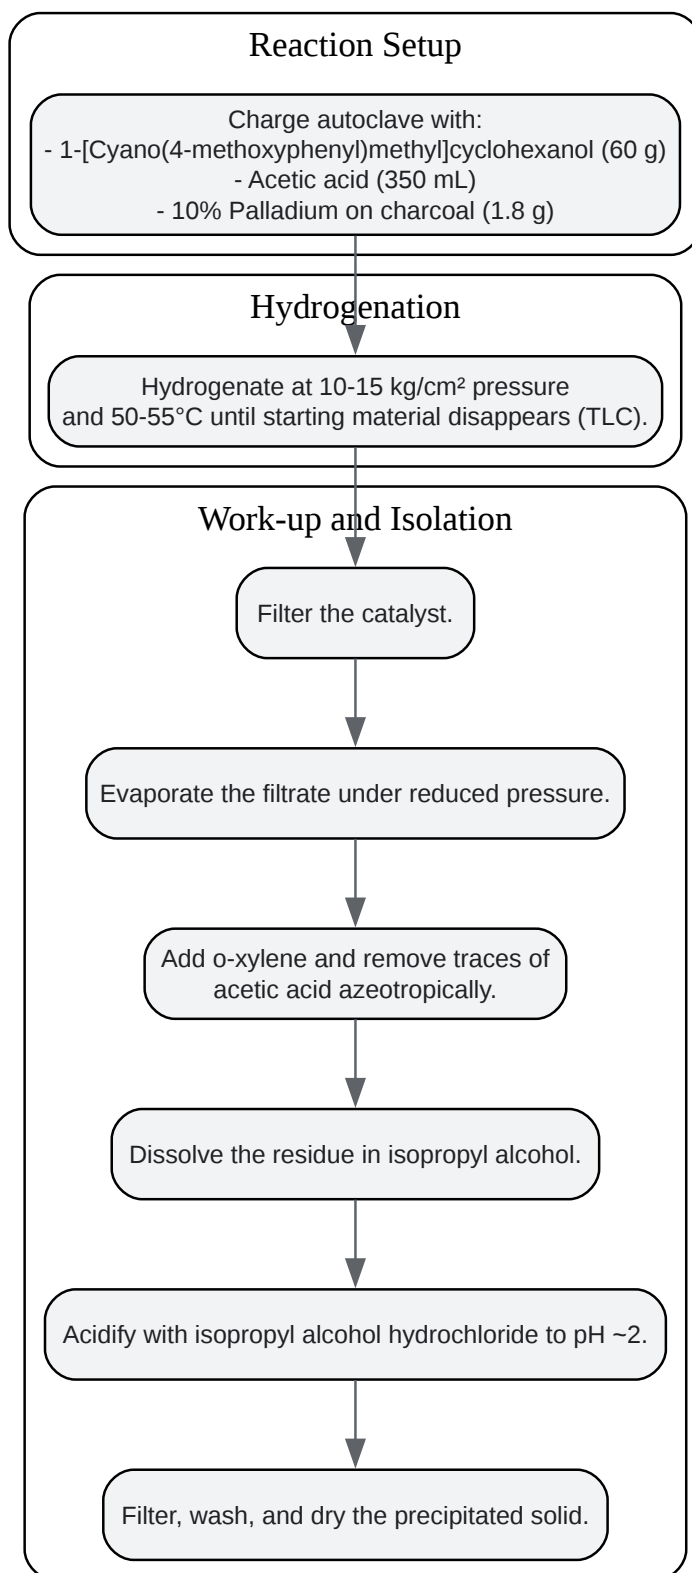 Reaction Setup
Charge autoclave with:
- 1-[Cyano(4-methoxyphenyl)methyl]cyclohexanol (60 g)
- Acetic acid (350 mL)
- 10% Palladium on charcoal (1.8 g)
Hydrogenation
Hydrogenate at 10-15 kg/cm² pressure
and 50-55°C until starting material disappears (TLC).
Work-up and Isolation
Filter the catalyst.
Evaporate the filtrate under reduced pressure.
Add o-xylene and remove traces of
acetic acid azeotropically.
Dissolve the residue in isopropyl alcohol.
Acidify with isopropyl alcohol hydrochloride to pH ~2.
Filter, wash, and dry the precipitated solid.